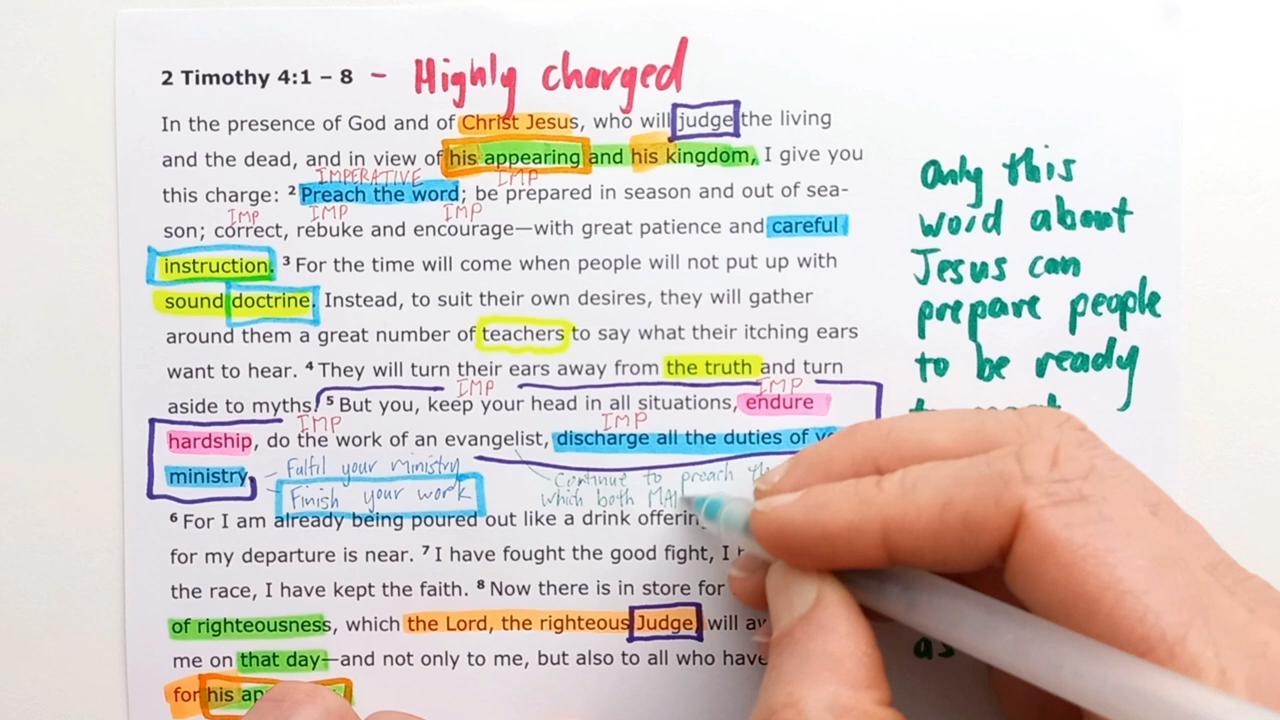 2 Timothy 4:1 – 8 - Highly charged
In the presence of God and of Christ Jesus, who will judge the living
and the dead, and in view of his appearing and his kingdom, I give you
IMPERATIVE IMP
this charge: 2 Preach the word; be prepared in season and out of sea-
IMP IMP IMP
son; correct, rebuke and encourage—with great patience and careful
instruction. 3 For the time will come when people will not put up with
sound doctrine. Instead, to suit their own desires, they will gather
around them a great number of teachers to say what their itching ears
want to hear. 4 They will turn their ears away from the truth and turn
IMP IMP
aside to myths. 5 But you, keep your head in all situations, endure
IMP IMP
hardship, do the work of an evangelist, discharge all the duties of
ministry.
Fulfil your ministry
Finish your work
Continue to preach
which both
6 For I am already being poured out like a drink
for my departure is near. 7 I have fought the good fight, I
the race, I have kept the faith. 8 Now there is in store for
of righteousness, which the Lord, the righteous Judge, will
me on that day—and not only to me, but also to all who have
for his
Only this
word about
Jesus can
prepare people
to be ready
as